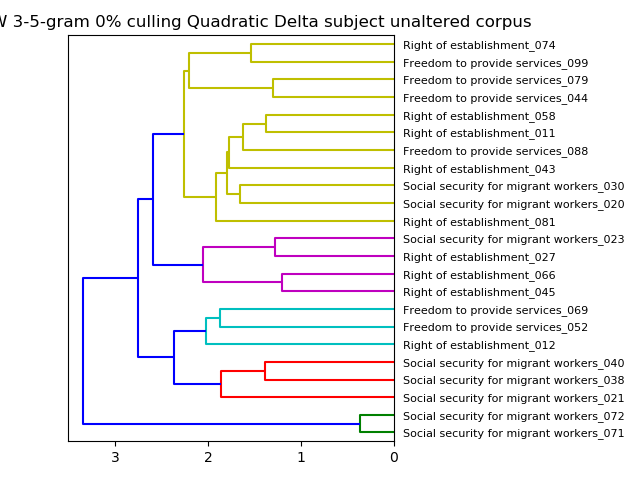 3-5-gram 0% culling Quadratic Delta subject unaltered corpus
Right of establishment_074
Freedom to provide services_099
Freedom to provide services_079
Freedom to provide services_044
Right of establishment_058
Right of establishment_011
Freedom to provide services_088
Right of establishment_043
Social security for migrant workers_030
Social security for migrant workers_020
Right of establishment_081
Social security for migrant workers_023
Right of establishment_027
Right of establishment_066
Right of establishment_045
Freedom to provide services_069
Freedom to provide services_052
Right of establishment_012
Social security for migrant workers_040
Social security for migrant workers_038
Social security for migrant workers_021
Social security for migrant workers_072
Social security for migrant workers_071
3 2 1 0